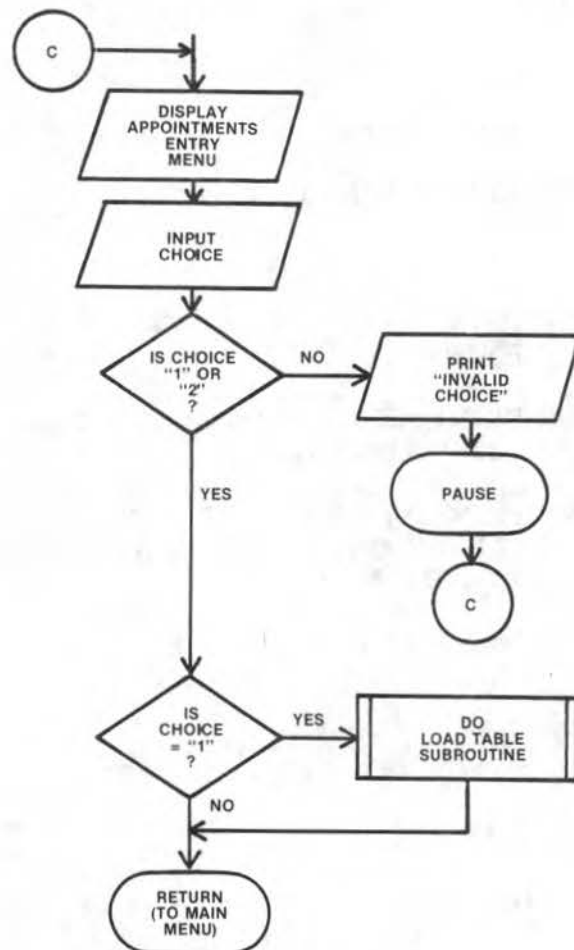 C
DISPLAY
APPOINTMENTS
ENTRY
MENU
INPUT
CHOICE
IS CHOICE
"1" OR
"2"
?
NO
PRINT
"INVALID
CHOICE"
PAUSE
C
YES
IS
CHOICE
= "1"
?
YES
DO
LOAD TABLE
SUBROUTINE
NO
RETURN
(TO MAIN
MENU)